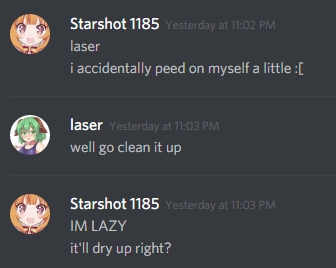 Starshot 1185 Yesterday at 11:02 PM
laser
i accidentally peed on myself a little :[
laser Yesterday at 11:03 PM
well go clean it up
Starshot 1185 Yesterday at 11:03 PM
IM LAZY
it'll dry up right?